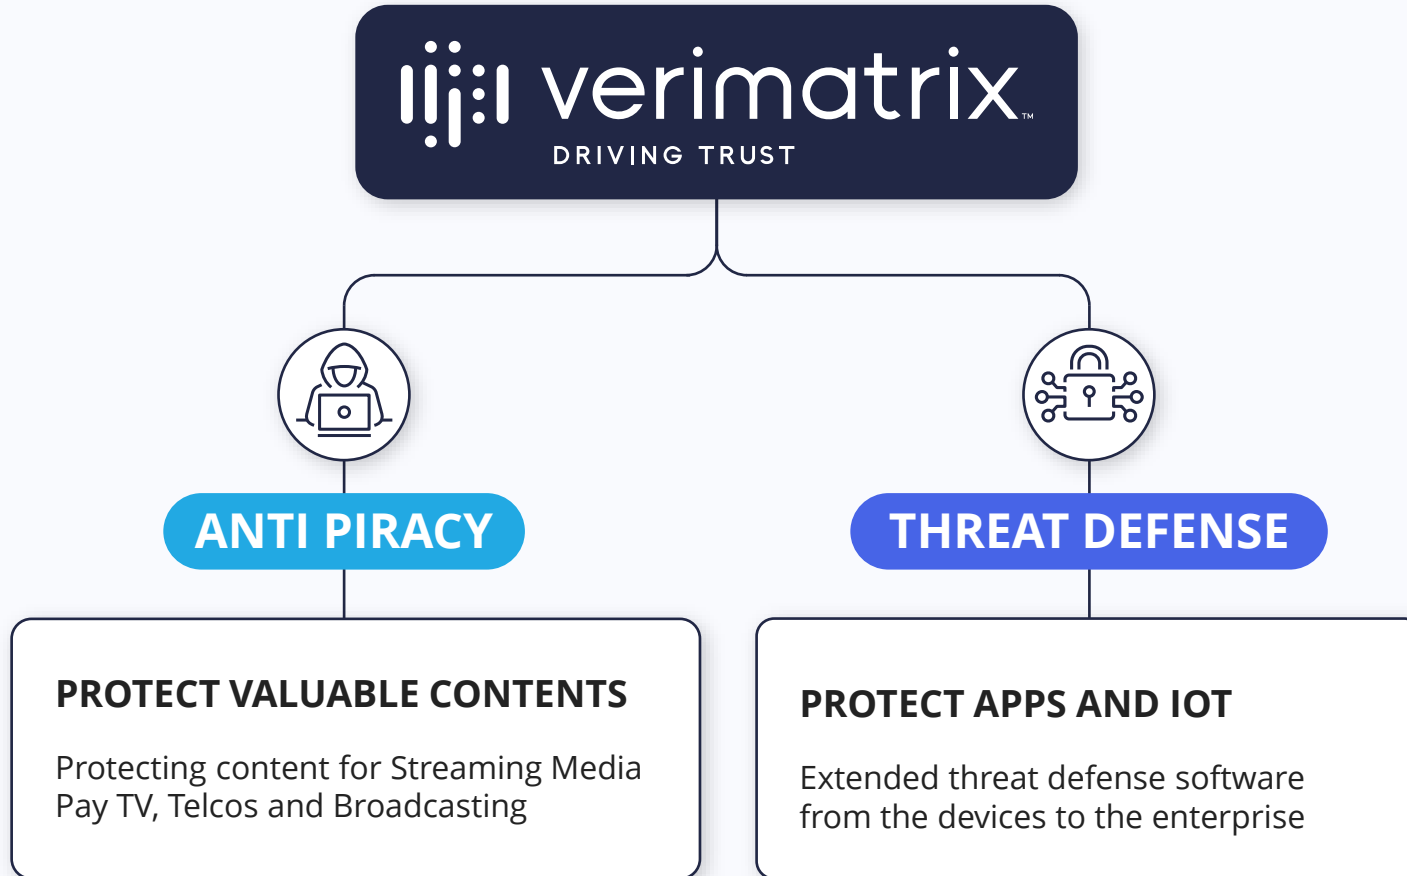 verimatrix™
DRIVING TRUST
ANTI PIRACY
THREAT DEFENSE
PROTECT VALUABLE CONTENTS
Protecting content for Streaming Media
Pay TV, Telcos and Broadcasting
PROTECT APPS AND IOT
Extended threat defense software
from the devices to the enterprise